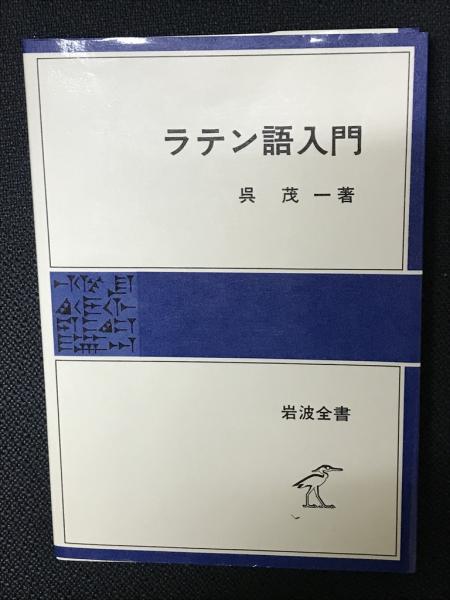 ラテン語入門
呉 茂 一 著
岩波全書